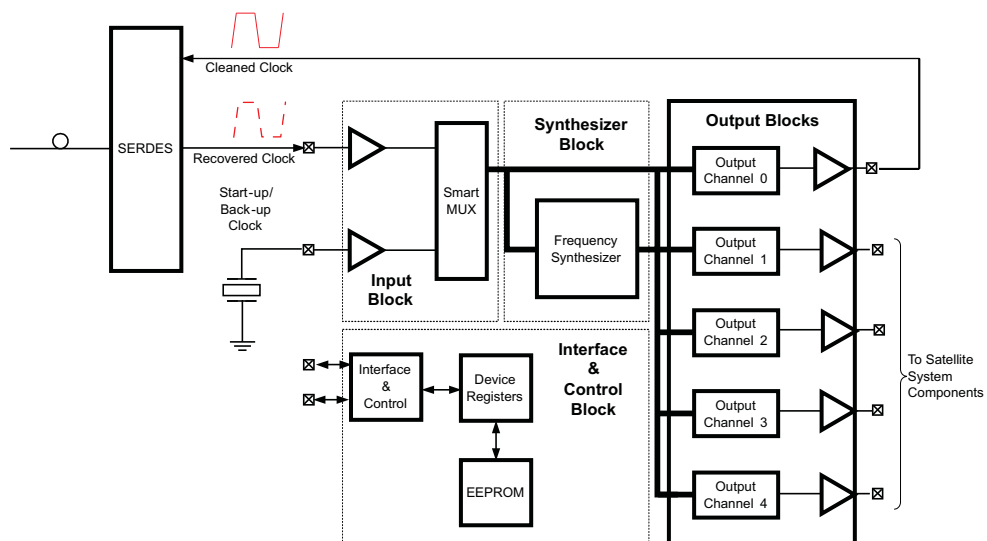 Cleaned Clock
SERDES
Recovered Clock
Start-up/
Back-up
Clock
Smart
MUX
Input
Block
Synthesizer
Block
Frequency
Synthesizer
Output Blocks
Output
Channel 0
Output
Channel 1
Output
Channel 2
Output
Channel 3
Output
Channel 4
To Satellite
System
Components
Interface
&
Control
Block
Interface
&
Control
Device
Registers
EEPROM